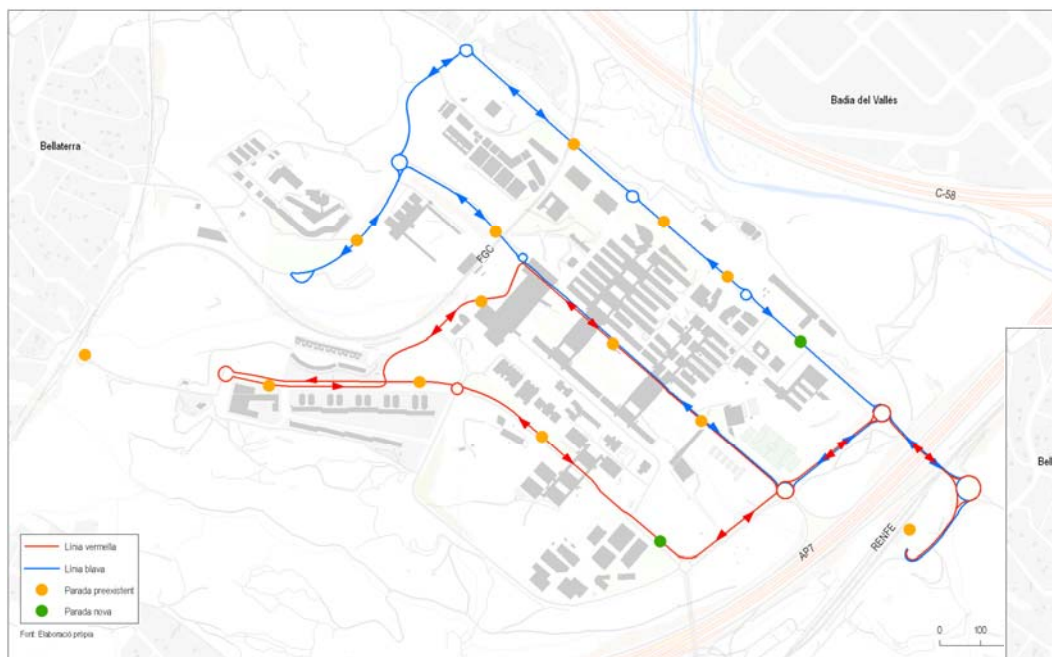 Badia del Vallés
Bellaterra
C-58
FGC
Bel
AP7
RENFE
Línia vermella
Línia blava
Parada preexistent
Parada nova
Font: Elaboració pròpia
0 100